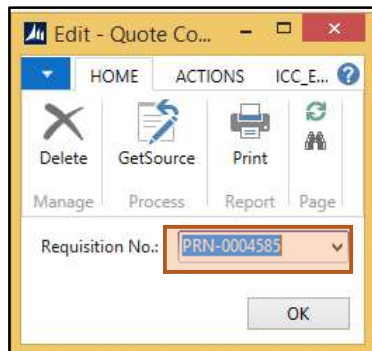 Edit - Quote Co...
HOME ACTIONS ICC_E...
Delete GetSource Print
Manage Process Report Page
Requisition No.: PRN-0004585
OK